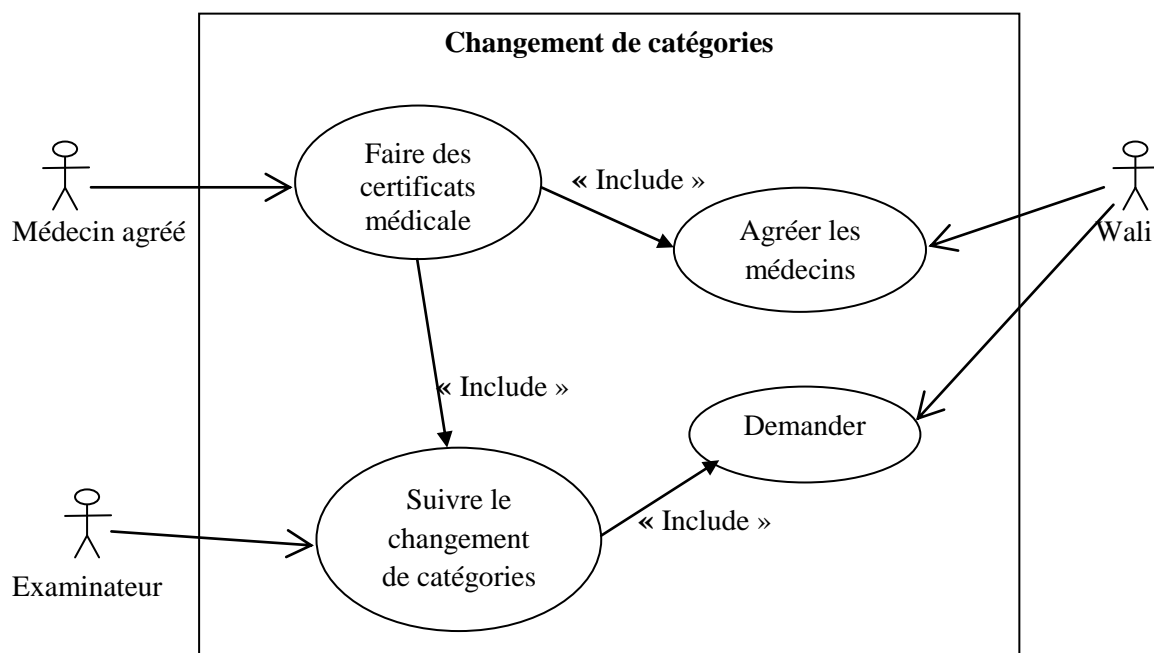 Changement de catégories
Faire des
certificats
médicale
« Include »
Médecin agréé
Agréer les
médecins
Wali
« Include »
Demander
Suivre le
changement
de catégories
« Include »
Examinateur